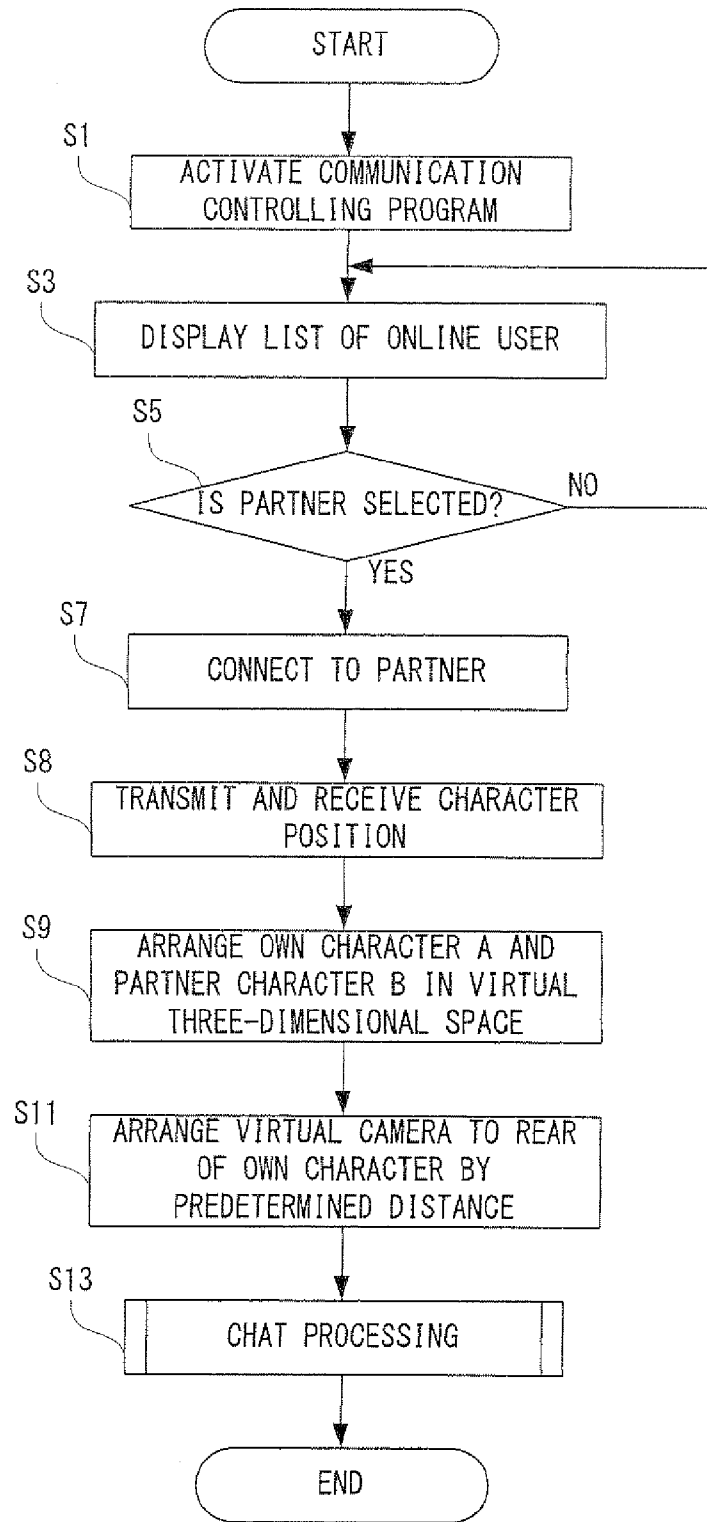 START
S1
ACTIVATE COMMUNICATION
CONTROLLING PROGRAM
S3
DISPLAY LIST OF ONLINE USER
S5
IS PARTNER SELECTED?
NO
YES
S7
CONNECT TO PARTNER
S8
TRANSMIT AND RECEIVE CHARACTER
POSITION
S9
ARRANGE OWN CHARACTER A AND
PARTNER CHARACTER B IN VIRTUAL
THREE-DIMENSIONAL SPACE
S11
ARRANGE VIRTUAL CAMERA TO REAR
OF OWN CHARACTER BY
PREDETERMINED DISTANCE
S13
CHAT PROCESSING
END